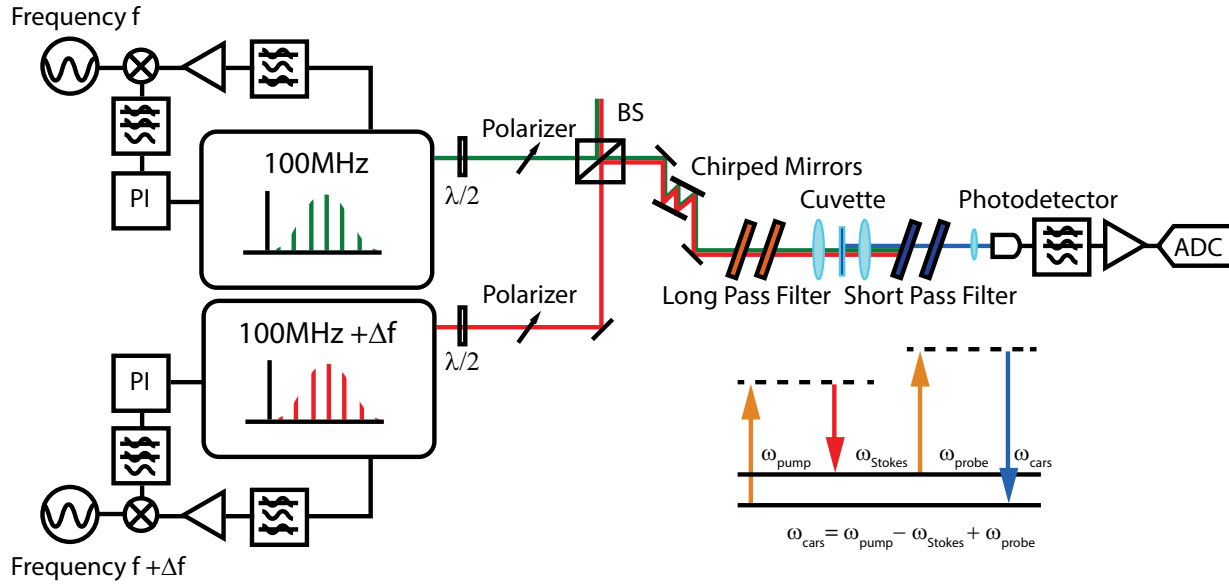 Frequency f
PI
100MHz
λ/2
Polarizer
BS
Chirped Mirrors
Cuvette
Photodetector
ADC
Long Pass Filter
Short Pass Filter
100MHz +Δf
PI
λ/2
Polarizer
Frequency f +Δf
ωpump
ωStokes
ωprobe
ωcars
ωcars= ωpump− ωStokes+ ωprobe